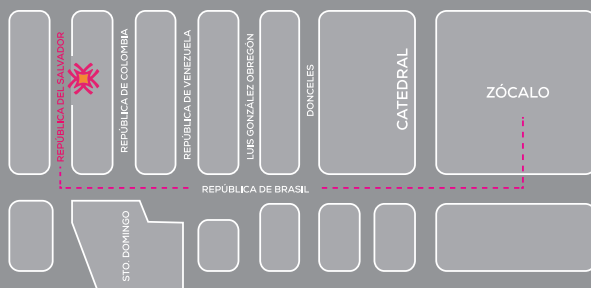 REPÚBLICA DEL SALVADOR
REPÚBLICA DE COLOMBIA
REPÚBLICA DE VENEZUELA
LUIS GONZÁLEZ OBREGÓN
DONCELES
CATEDRAL
ZÓCALO
REPÚBLICA DE BRASIL
STO. DOMINGO